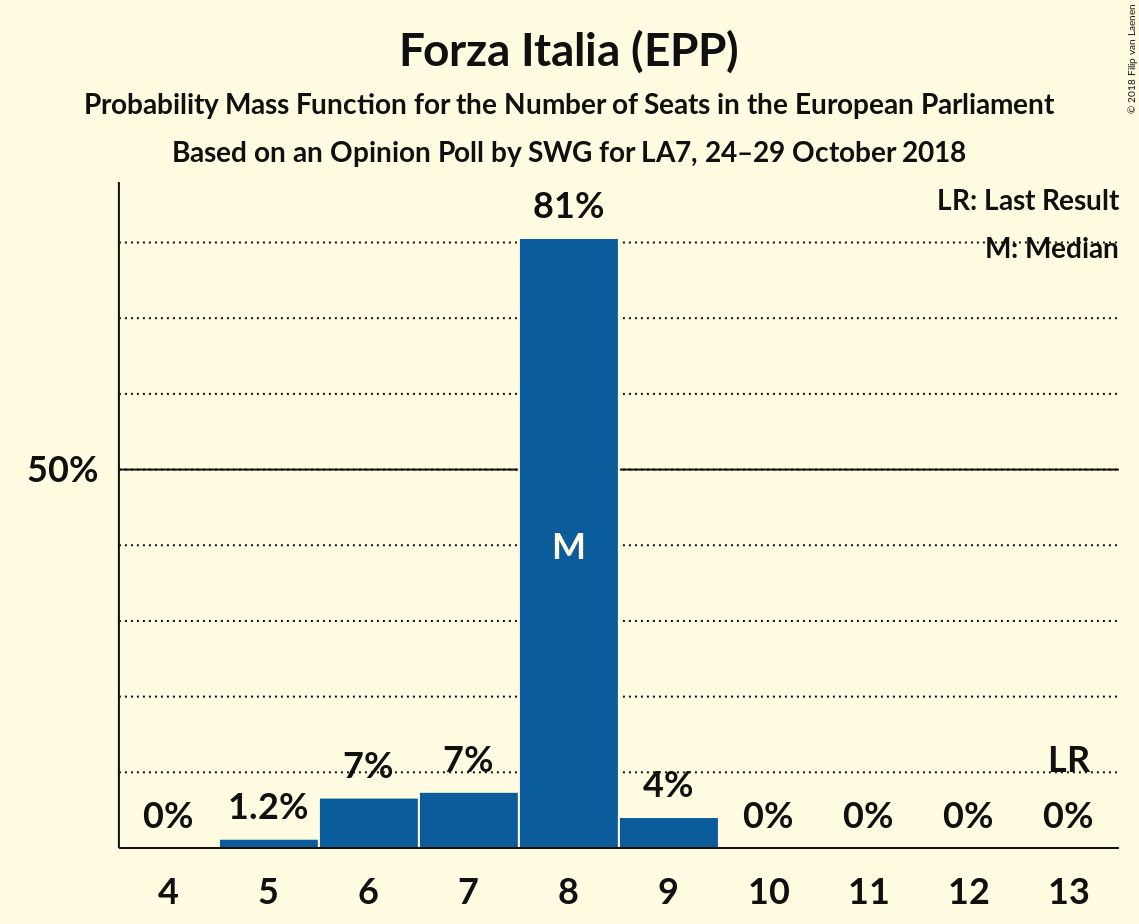 Forza Italia (EPP)
Probability Mass Function for the Number of Seats in the European Parliament
Based on an Opinion Poll by SWG for LA7, 24–29 October 2018
© 2018 Filip van Laenen
LR: Last Result
M: Median
81%
50%
M
LR
7%
7%
4%
1.2%
0%
0%
0%
0%
0%
4 5 6 7 8 9 10 11 12 13